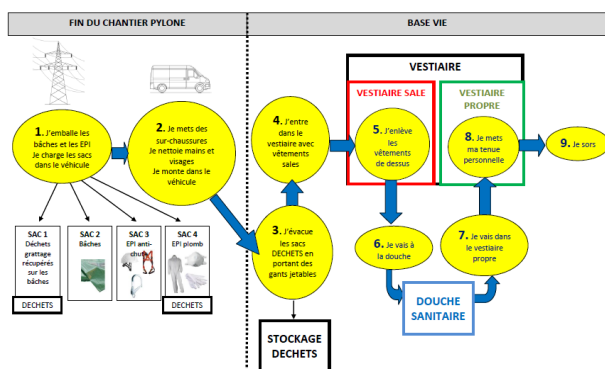 FIN DU CHANTIER PYLONE
BASE VIE
1. J'emballe les
bâches et les EPI
Je charge les sacs
dans le véhicule
2. Je mets des
sur-chaussures
Je nettoie mains et
visages
Je monte dans le
véhicule
SAC 1
Déchets
grattage
récupérés
sur les
bâches
DECHETS
SAC 2
Bâches
SAC 3
EPI anti-
chute
SAC 4
EPI plomb
DECHETS
3. J'évacue
les sacs
DECHETS en
portant des
gants jetables
STOCKAGE
DECHETS
4. J'entre
dans le
vestiaire avec
vêtements
sales
VESTIAIRE
VESTIAIRE SALE
5. J'enlève
les
vêtements
de dessus
6. Je vais à
la douche
DOUCHE
SANITAIRE
7. Je vais dans
le vestiaire
propre
VESTIAIRE
PROPRE
8. Je mets
ma tenue
personnelle
9. Je sors